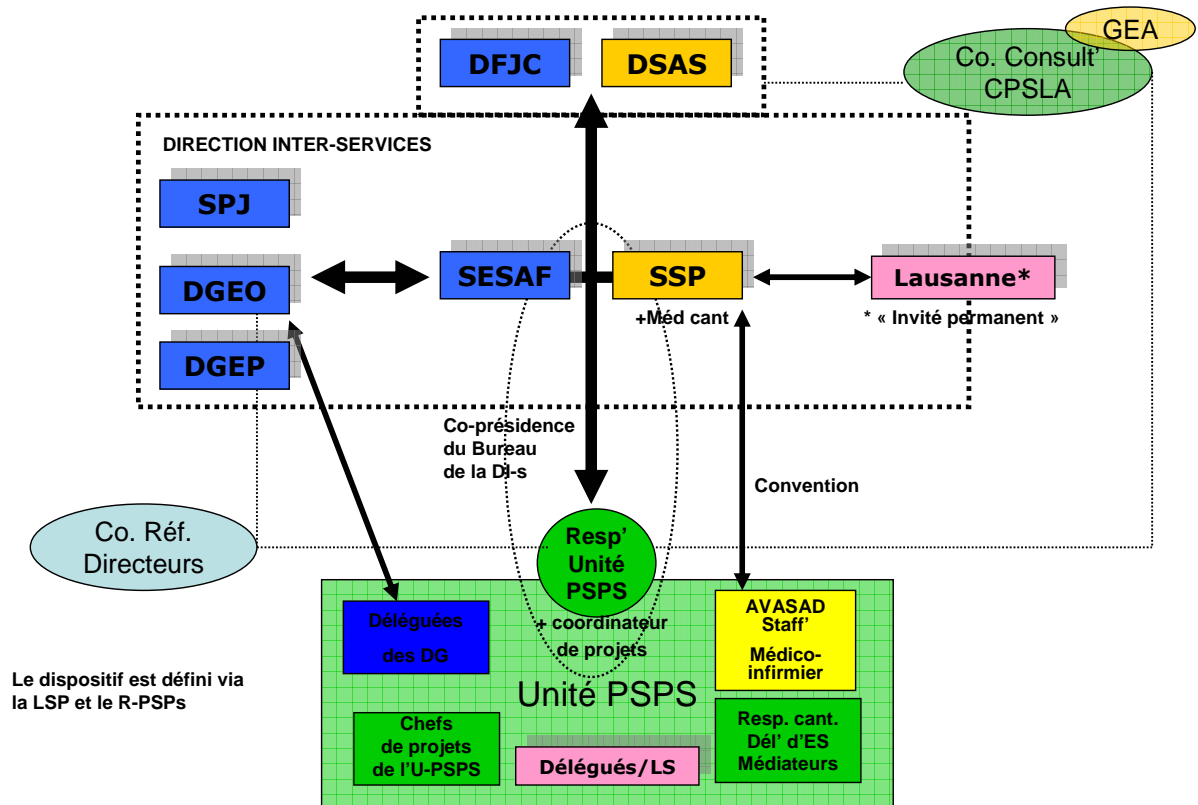 GEA
DFJC
DSAS
Co. Consult'
CPSLA
DIRECTION INTER-SERVICES
SPJ
DGEO
SESAF
SSP
Lausanne*
+Méd cant
* « Invité permanent »
DGEP
Co-présidence
du Bureau
de la DI-s
Convention
Co. Réf.
Directeurs
Resp'
Unité
PSPS
+ coordinateur
de projets
Déléguées
des DG
AVASAD
Staff'
Médico-
infirmier
Le dispositif est défini via
la LSP et le R-PSPs
Unité PSPS
Chefs
de projets
de l'U-PSPS
Délégués/LS
Resp. cant.
Dél' d'ES
Médiateurs